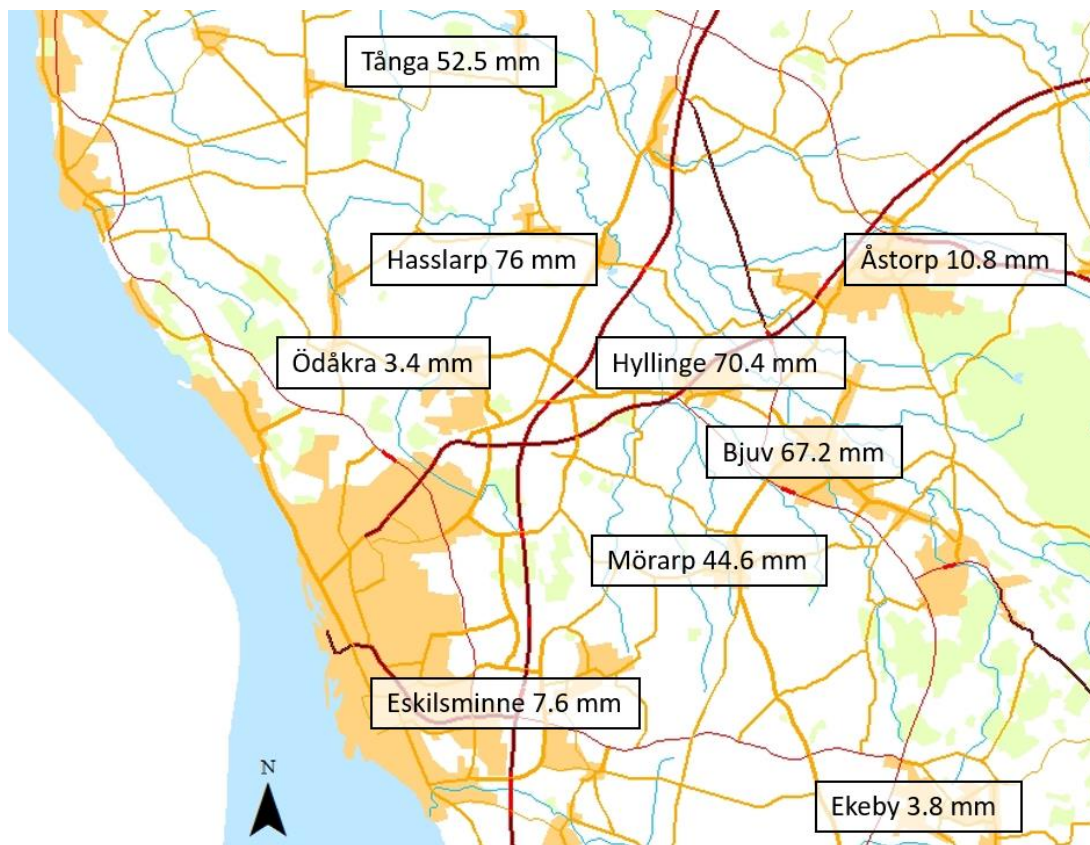 Tånga 52.5 mm
Hasslarp 76 mm
Åstorp 10.8 mm
Ödåkra 3.4 mm
Hyllinge 70.4 mm
Bjuv 67.2 mm
Mörarp 44.6 mm
Eskilsminne 7.6 mm
N
Ekeby 3.8 mm